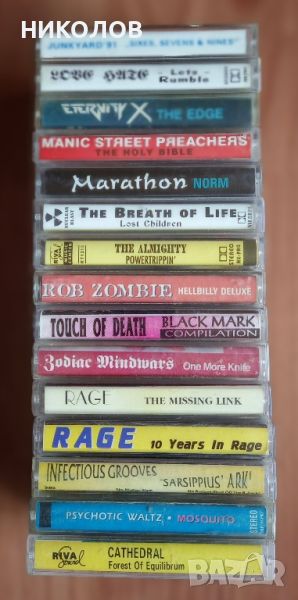 НИКОЛОВ
JUNKYARD '91 „SIXES, SEVENS & NINES"
LOVE HATE - Lets Rumble
ETERNITY X THE EDGE
MANIC STREET PREACHERS
THE HOLY BIBLE
Marathon NORM
THE BREATH OF LIFE
Lost Children
THE ALMIGHTY
POWERTRIPPIN'
STEREO
ROB ZOMBIE HELLBILLY DELUXE
TOUCH OF DEATH BLACK MARK
COMPILATION
Zodiac Mindwars One More Knife
RAGE THE MISSING LINK
RAGE 10 Years In Rage
INFECTIOUS GROOVES "SARSIPPIUS' ARK"
PSYCHOTIC WALTZ • MOSQUITO
STEREO
RIVA Sound CATHEDRAL
Forest Of Equilibrium
bazar